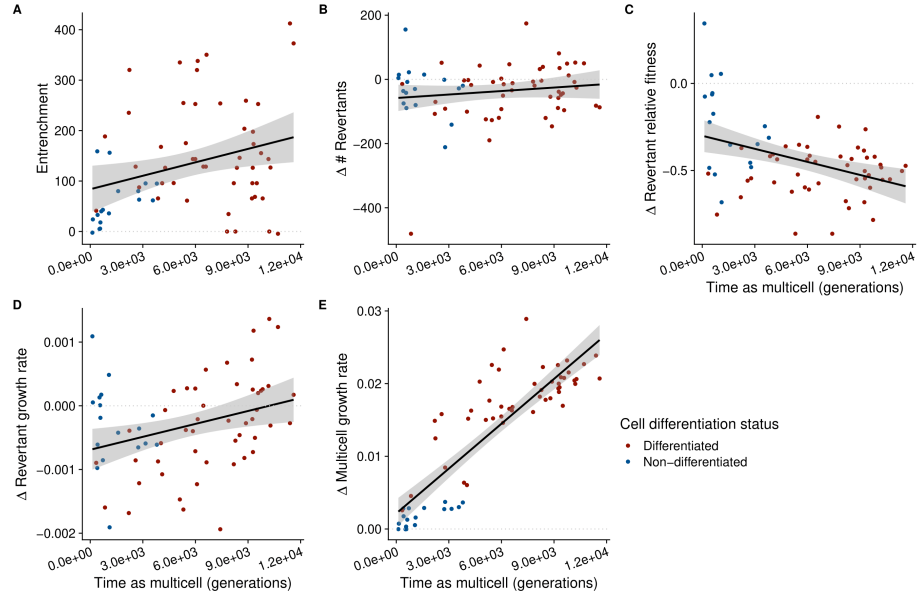 A
Entrenchment
400
300
200
100
0
0.0e+00
3.0e+03
6.0e+03
9.0e+03
1.2e+04
B
Δ # Revertants
200
0
−200
−400
0.0e+00
3.0e+03
6.0e+03
9.0e+03
1.2e+04
C
Δ Revertant relative fitness
0.0
−0.5
0.0e+00
3.0e+03
6.0e+03
9.0e+03
1.2e+04
Time as multicell (generations)
D
Δ Revertant growth rate
0.001
0.000
−0.001
−0.002
0.0e+00
3.0e+03
6.0e+03
9.0e+03
1.2e+04
Time as multicell (generations)
E
Δ Multicell growth rate
0.03
0.02
0.01
0.00
0.0e+00
3.0e+03
6.0e+03
9.0e+03
1.2e+04
Time as multicell (generations)
Cell differentiation status
Differentiated
Non−differentiated